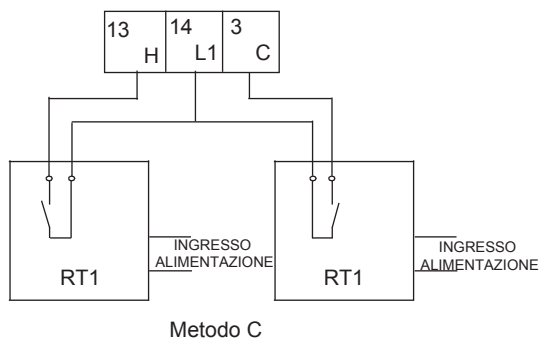 13 14 3
H L1 C
INGRESSO
ALIMENTAZIONE
RT1
INGRESSO
ALIMENTAZIONE
RT1
Metodo C